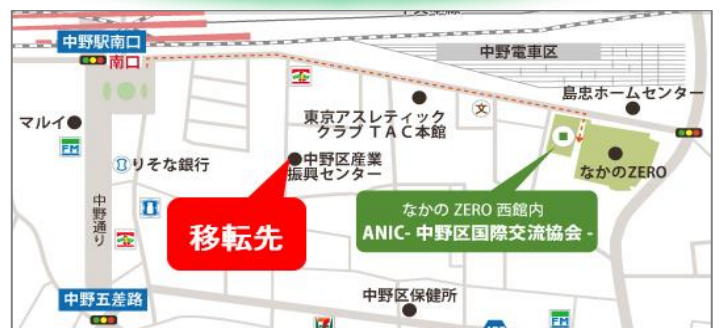 中野駅南口
南口
中野電車区
島忠ホームセンター
文
東京アスレティック
クラブ TAC本館
マルイ
FM
りそな銀行
中野区産業
振興センター
なかのZERO
中野通り
移転先
なかの ZERO 西館内
ANIC- 中野区国際交流協会 -
中野五差路
中野区保健所
7
FM